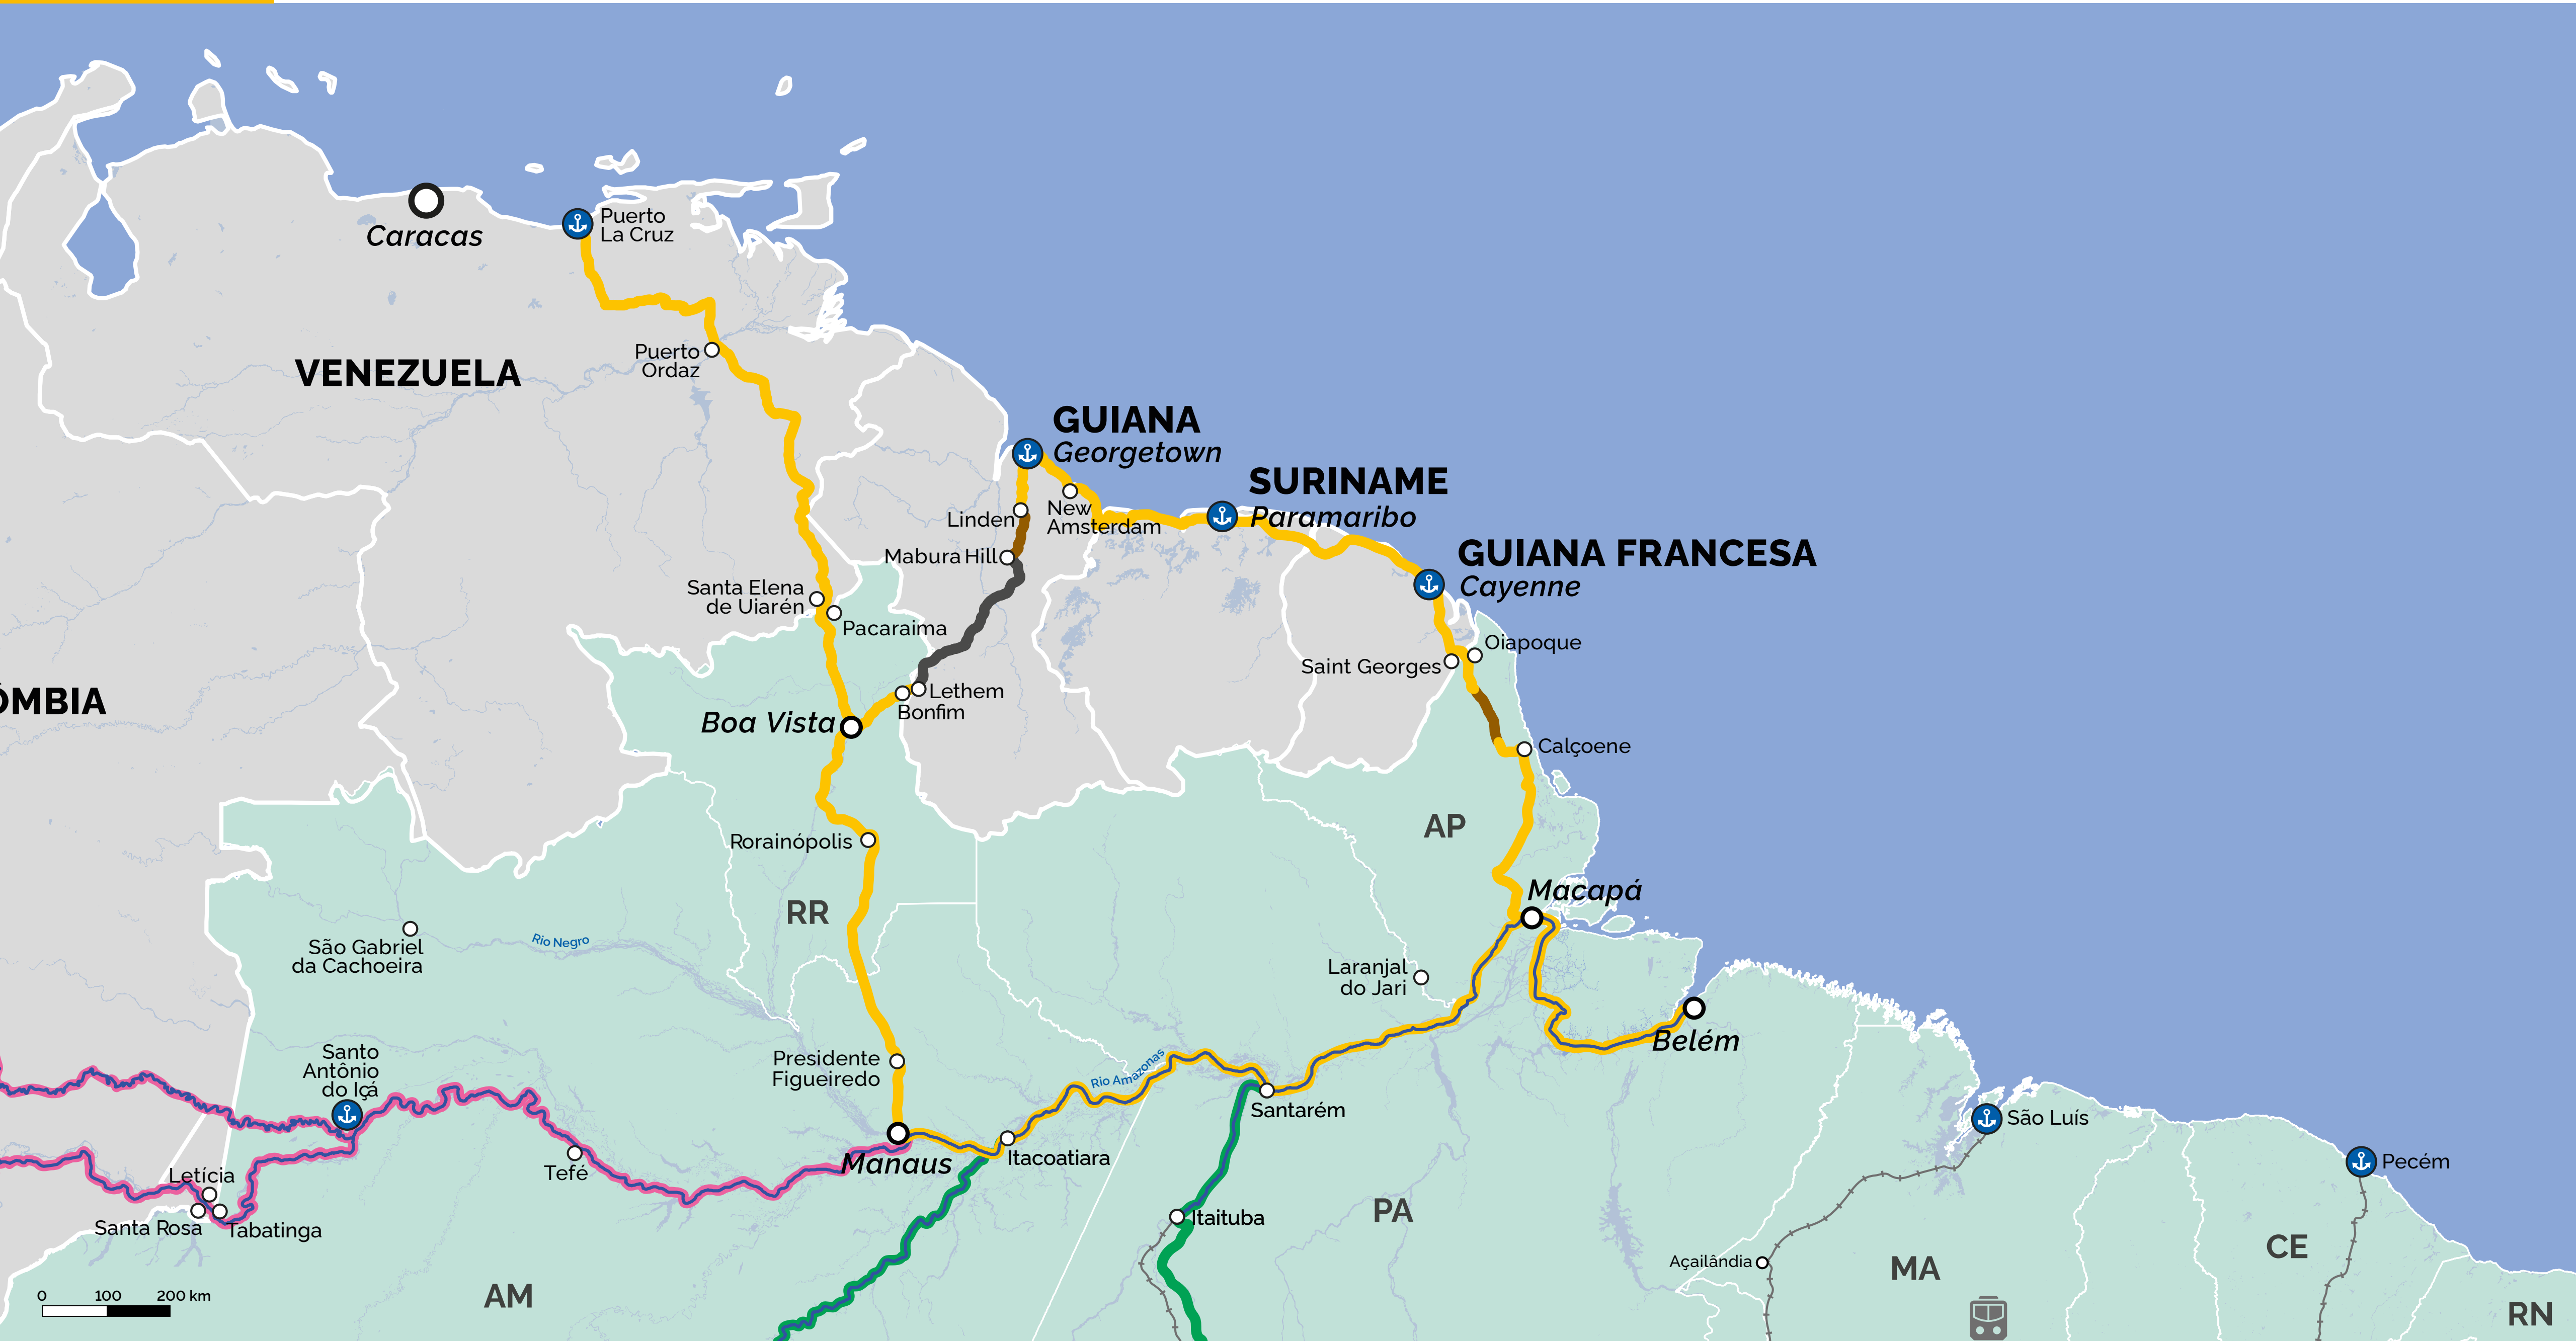 Caracas
Puerto
La Cruz
VENEZUELA
Puerto
Ordaz
GUIANA
Georgetown
SURINAME
Paramaribo
New
Amsterdam
Linden
Mabura Hill
GUIANA FRANCESA
Cayenne
Santa Elena
de Uiarén
Pacaraima
Oiapoque
Saint Georges
Lethem
Bonfim
ÔMBIA
Boa Vista
Calçoene
AP
Rorainópolis
RR
Macapá
São Gabriel
da Cachoeira
Rio Negro
Laranjal
do Jari
Belém
Santo
Antônio
do Içá
Presidente
Figueiredo
Rio Amazonas
Santarém
São Luís
Manaus
Itacoatiara
Tefé
Letícia
Santa Rosa
Tabatinga
Pecém
Itaituba
PA
Açailândia
MA
CE
AM
RN
0 100 200 km